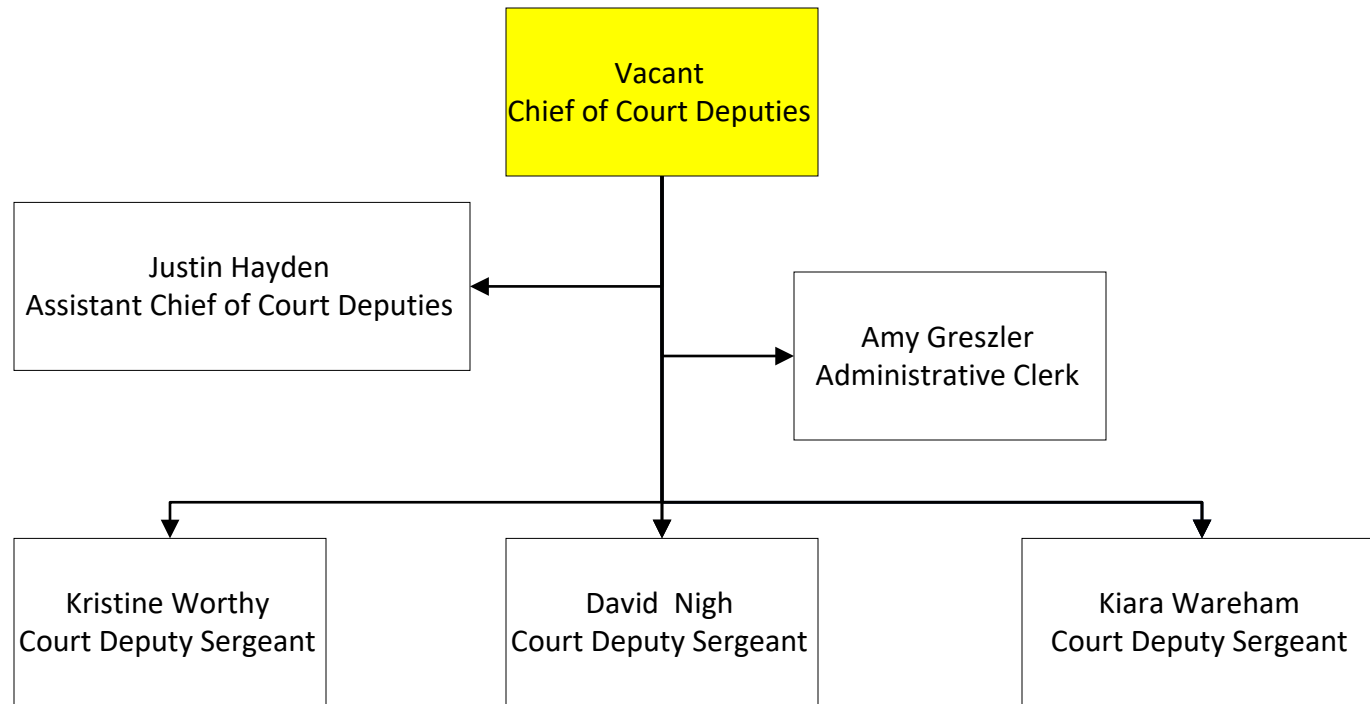 Vacant
Chief of Court Deputies
Justin Hayden
Assistant Chief of Court Deputies
Amy Greszler
Administrative Clerk
Kristine Worthy
Court Deputy Sergeant
David  Nigh
Court Deputy Sergeant
Kiara Wareham
Court Deputy Sergeant